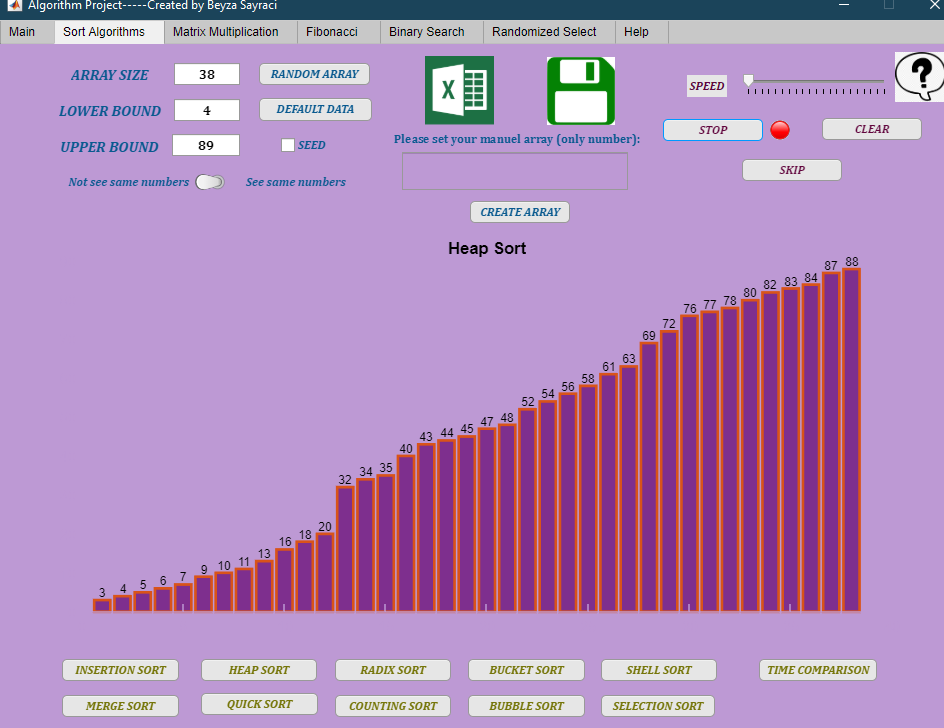 Algorithm Project-----Created by Beyza Sayraci
Main Sort Algorithms Matrix Multiplication Fibonacci Binary Search Randomized Select Help
ARRAY SIZE 38 RANDOM ARRAY
LOWER BOUND 4 DEFAULT DATA
UPPER BOUND 89 SEED
Not see same numbers See same numbers
X
Please set your manuel array (only number):
CREATE ARRAY
SPEED
?
STOP CLEAR
SKIP
Heap Sort
3 4 5 6 7 9 10 11 13 16 18 20 32 34 35 40 43 44 45 47 48 52 54 56 58 61 63 69 72 76 77 78 80 82 83 84 87 88
INSERTION SORT HEAP SORT RADIX SORT BUCKET SORT SHELL SORT TIME COMPARISON
MERGE SORT QUICK SORT COUNTING SORT BUBBLE SORT SELECTION SORT